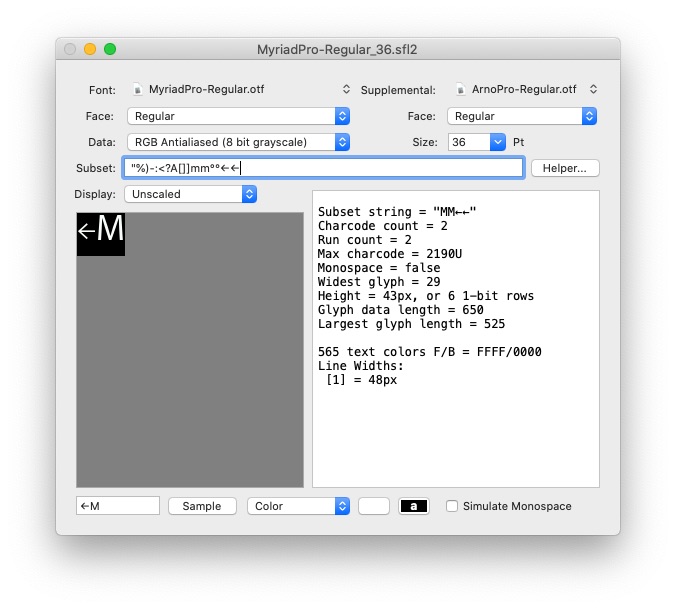 MyriadPro-Regular_36.sfl2
Font: MyriadPro-Regular.otf Supplemental: ArnoPro-Regular.otf
Face: Regular Face: Regular
Data: RGB Antialiased (8 bit grayscale) Size: 36 Pt
Subset: "%)-:<?A[]]mm°°←← Helper...
Display: Unscaled
←M
Subset string = "MM←←"
Charcode count = 2
Run count = 2
Max charcode = 2190U
Monospace = false
Widest glyph = 29
Height = 43px, or 6 1-bit rows
Glyph data length = 650
Largest glyph length = 525
565 text colors F/B = FFFF/0000
Line Widths:
[1] = 48px
←M Sample Color a Simulate Monospace